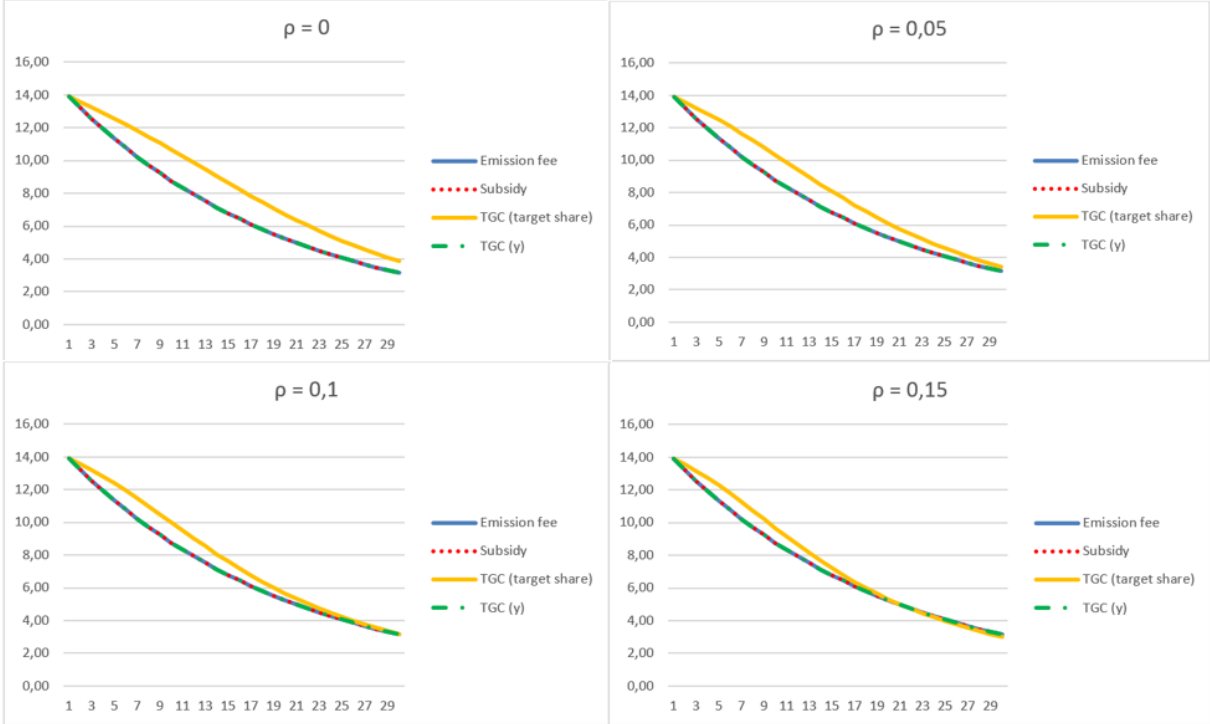 ρ = 0
16,00
14,00
12,00
10,00
8,00
6,00
4,00
2,00
0,00
1 3 5 7 9 11 13 15 17 19 21 23 25 27 29
Emission fee
Subsidy
TGC (target share)
TGC (y)
ρ = 0,05
16,00
14,00
12,00
10,00
8,00
6,00
4,00
2,00
0,00
1 3 5 7 9 11 13 15 17 19 21 23 25 27 29
Emission fee
Subsidy
TGC (target share)
TGC (y)
ρ = 0,1
16,00
14,00
12,00
10,00
8,00
6,00
4,00
2,00
0,00
1 3 5 7 9 11 13 15 17 19 21 23 25 27 29
Emission fee
Subsidy
TGC (target share)
TGC (y)
ρ = 0,15
16,00
14,00
12,00
10,00
8,00
6,00
4,00
2,00
0,00
1 3 5 7 9 11 13 15 17 19 21 23 25 27 29
Emission fee
Subsidy
TGC (target share)
TGC (y)